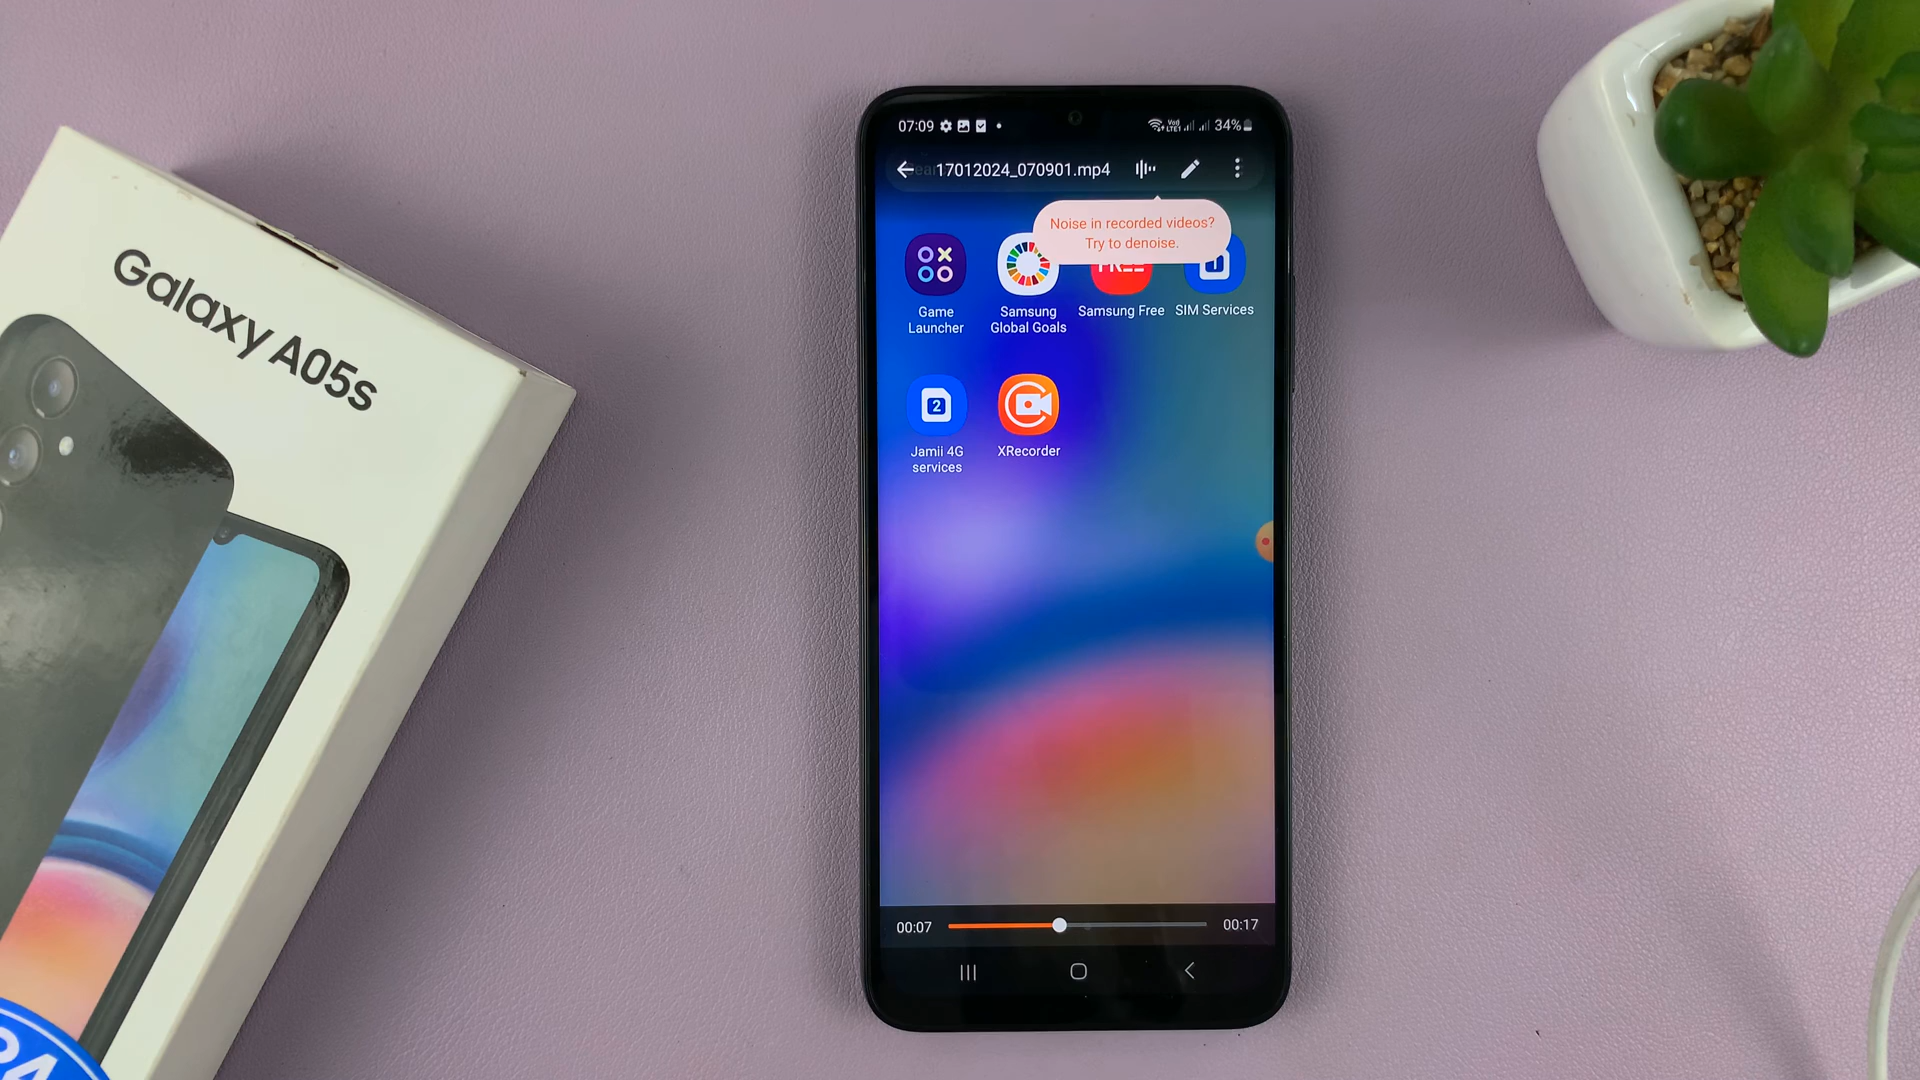 Galaxy A05s
07:09
34%
17012024_070901.mp4
Noise in recorded videos?
Try to denoise.
Game
Launcher
Samsung
Global Goals
Samsung Free
SIM Services
2
Jamii 4G
services
XRecorder
00:07
00:17